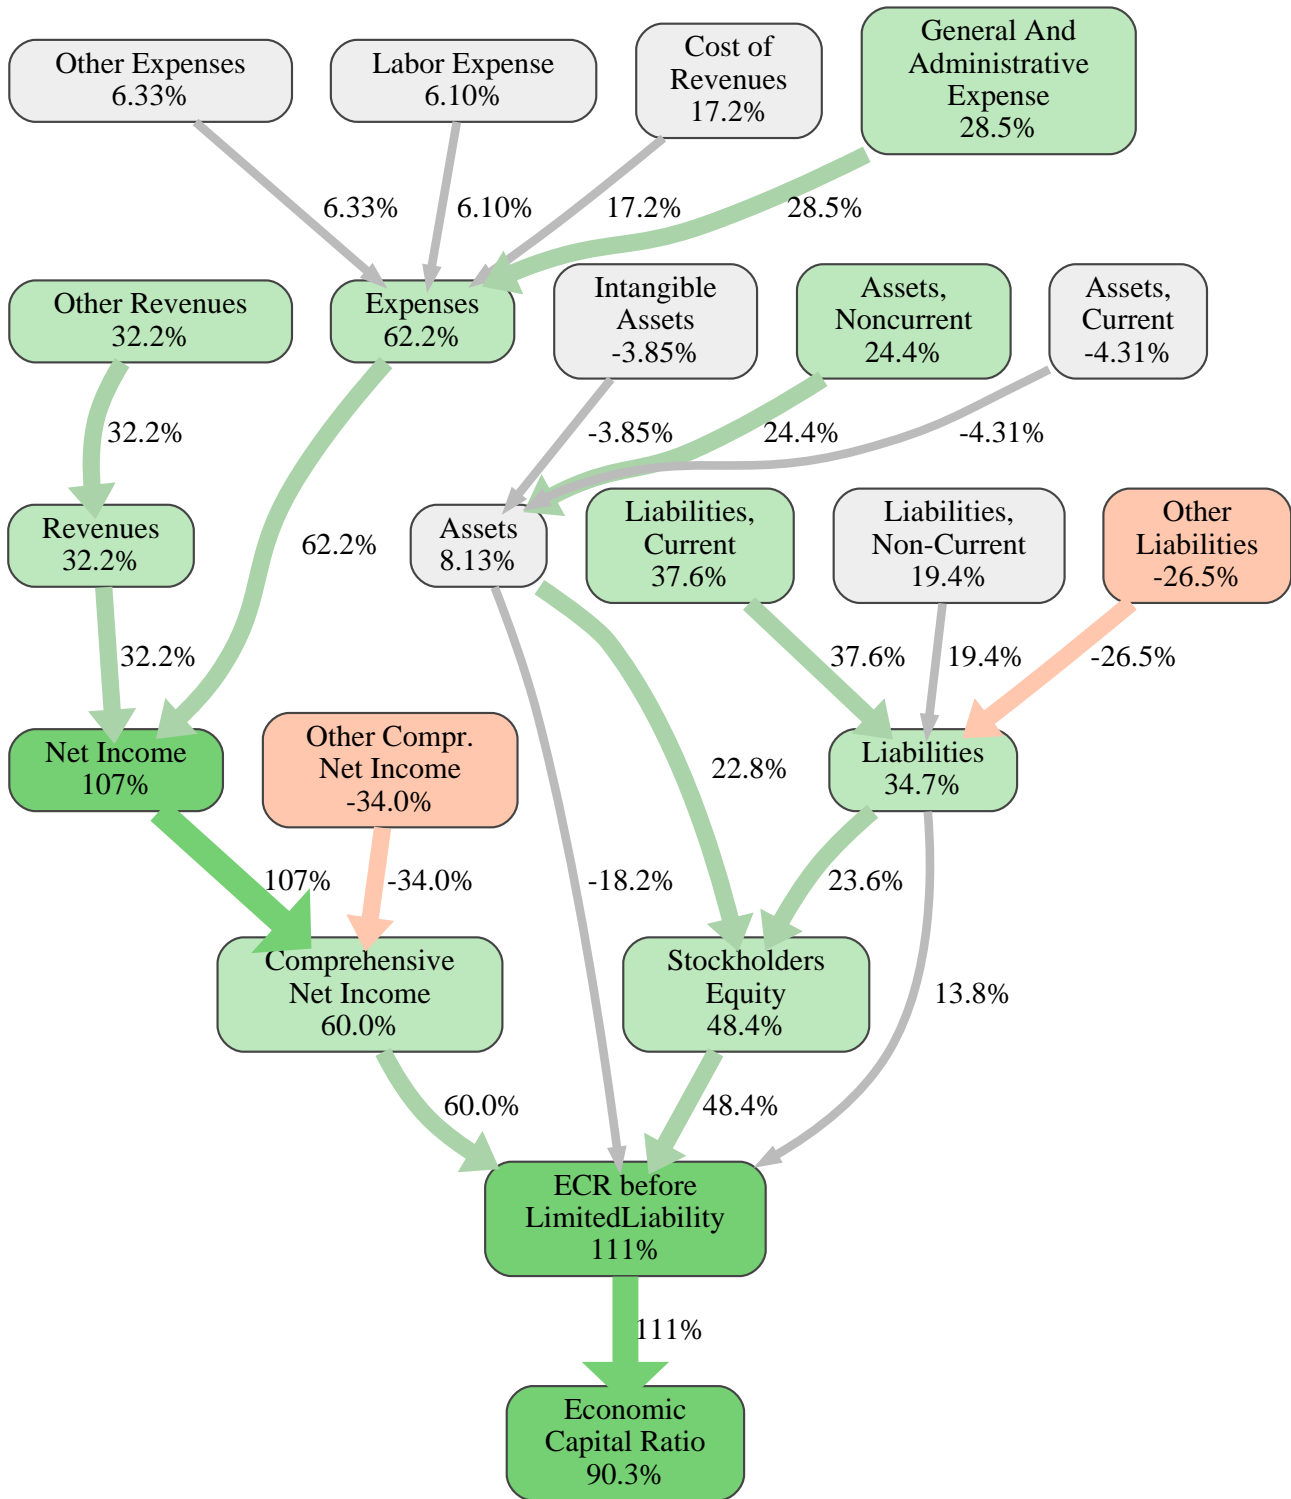 Other Expenses
6.33%
Labor Expense
6.10%
Cost of
Revenues
17.2%
General And
Administrative
Expense
28.5%
6.33%
6.10%
17.2%
28.5%
Other Revenues
32.2%
Expenses
62.2%
Intangible
Assets
-3.85%
Assets,
Noncurrent
24.4%
Assets,
Current
-4.31%
32.2%
-3.85%
24.4%
-4.31%
Revenues
32.2%
62.2%
Assets
8.13%
Liabilities,
Current
37.6%
Liabilities,
Non-Current
19.4%
Other
Liabilities
-26.5%
32.2%
37.6%
19.4%
-26.5%
Net Income
107%
Other Compr.
Net Income
-34.0%
22.8%
Liabilities
34.7%
107%
-34.0%
-18.2%
23.6%
Comprehensive
Net Income
60.0%
Stockholders
Equity
48.4%
13.8%
60.0%
48.4%
ECR before
LimitedLiability
111%
111%
Economic
Capital Ratio
90.3%